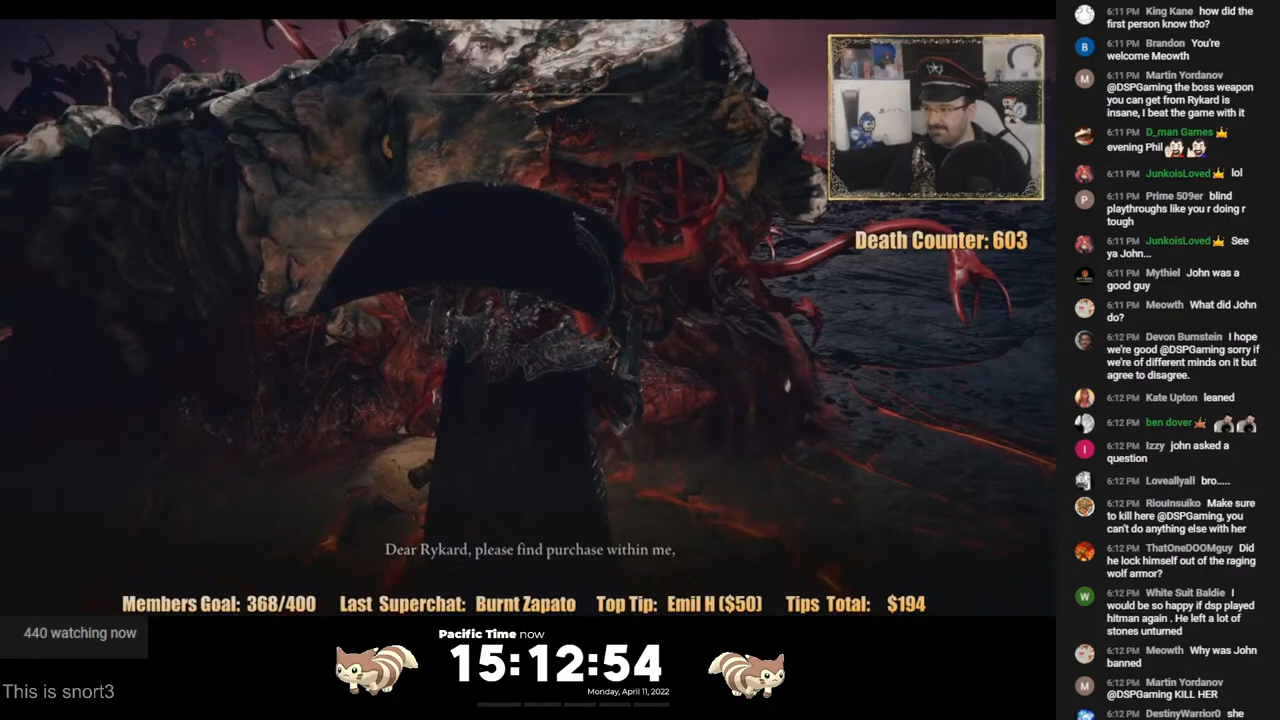 Death Counter: 603
Dear Rykard, please find purchase within me,
Members Goal: 368/400 Last Superchat: Burnt Zapato Top Tip: Emil H ($50) Tips Total: $194
440 watching now
Pacific Time now
15:12:54
Monday, April 11, 2022
This is snort3
6:11 PM King Kane how did the
first person know tho?
6:11 PM Brandon You're
welcome Meowth
6:11 PM Martin Yordanov
@DSPGaming the boss weapon
you can get from Rykard is
insane, I beat the game with it
6:11 PM D_man Games
evening Phil
6:11 PM JunkoisLoved lol
6:11 PM Prime 509er blind
playthroughs like you r doing r
tough
6:11 PM JunkoisLoved See
ya John...
6:11 PM Mythiel John was a
good guy
6:11 PM Meowth What did John
do?
6:12 PM Devon Burnstein I hope
we're good @DSPGaming sorry if
we're of different minds on it but
agree to disagree.
6:12 PM Kate Upton leaned
6:12 PM ben dover
6:12 PM Izzy john asked a
question
6:12 PM Loveallyall bro.....
6:12 PM RiouInsuiko Make sure
to kill here @DSPGaming, you
can't do anything else with her
6:12 PM ThatOneDOOMguy Did
he lock himself out of the raging
wolf armor?
6:12 PM White Suit Baldie I
would be so happy if dsp played
hitman again . He left a lot of
stones unturned
6:12 PM Meowth Why was John
banned
6:12 PM Martin Yordanov
@DSPGaming KILL HER
6:12 PM DestinyWarrior0 she